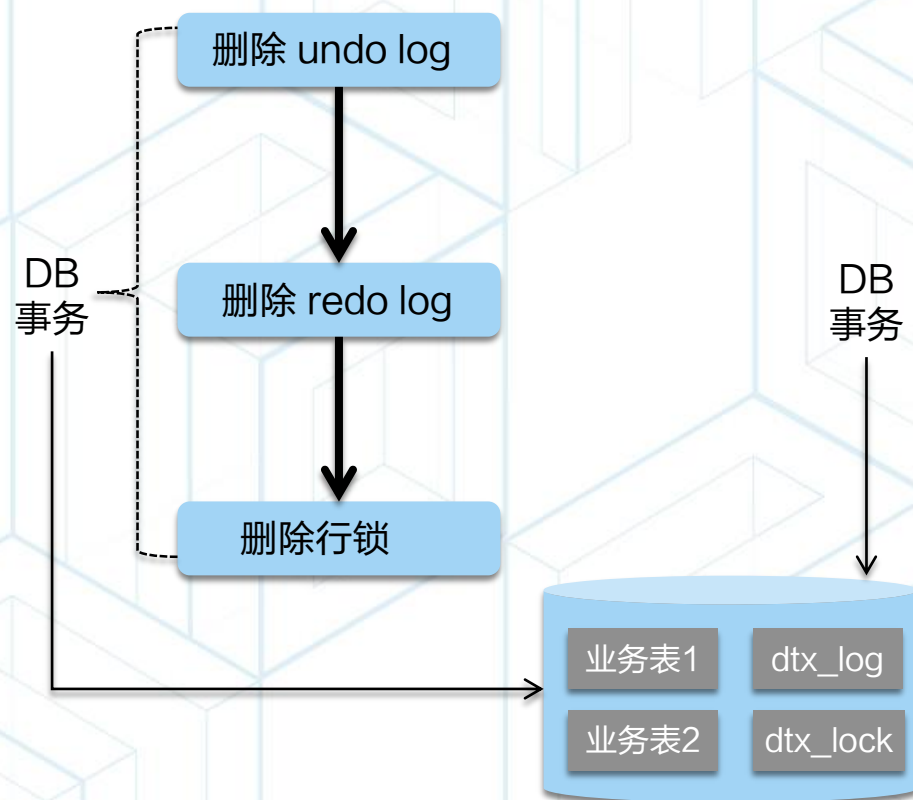 删除 undo log
删除 redo log
DB
事务
DB
事务
删除行锁
业务表1
dtx_log
业务表2
dtx_lock